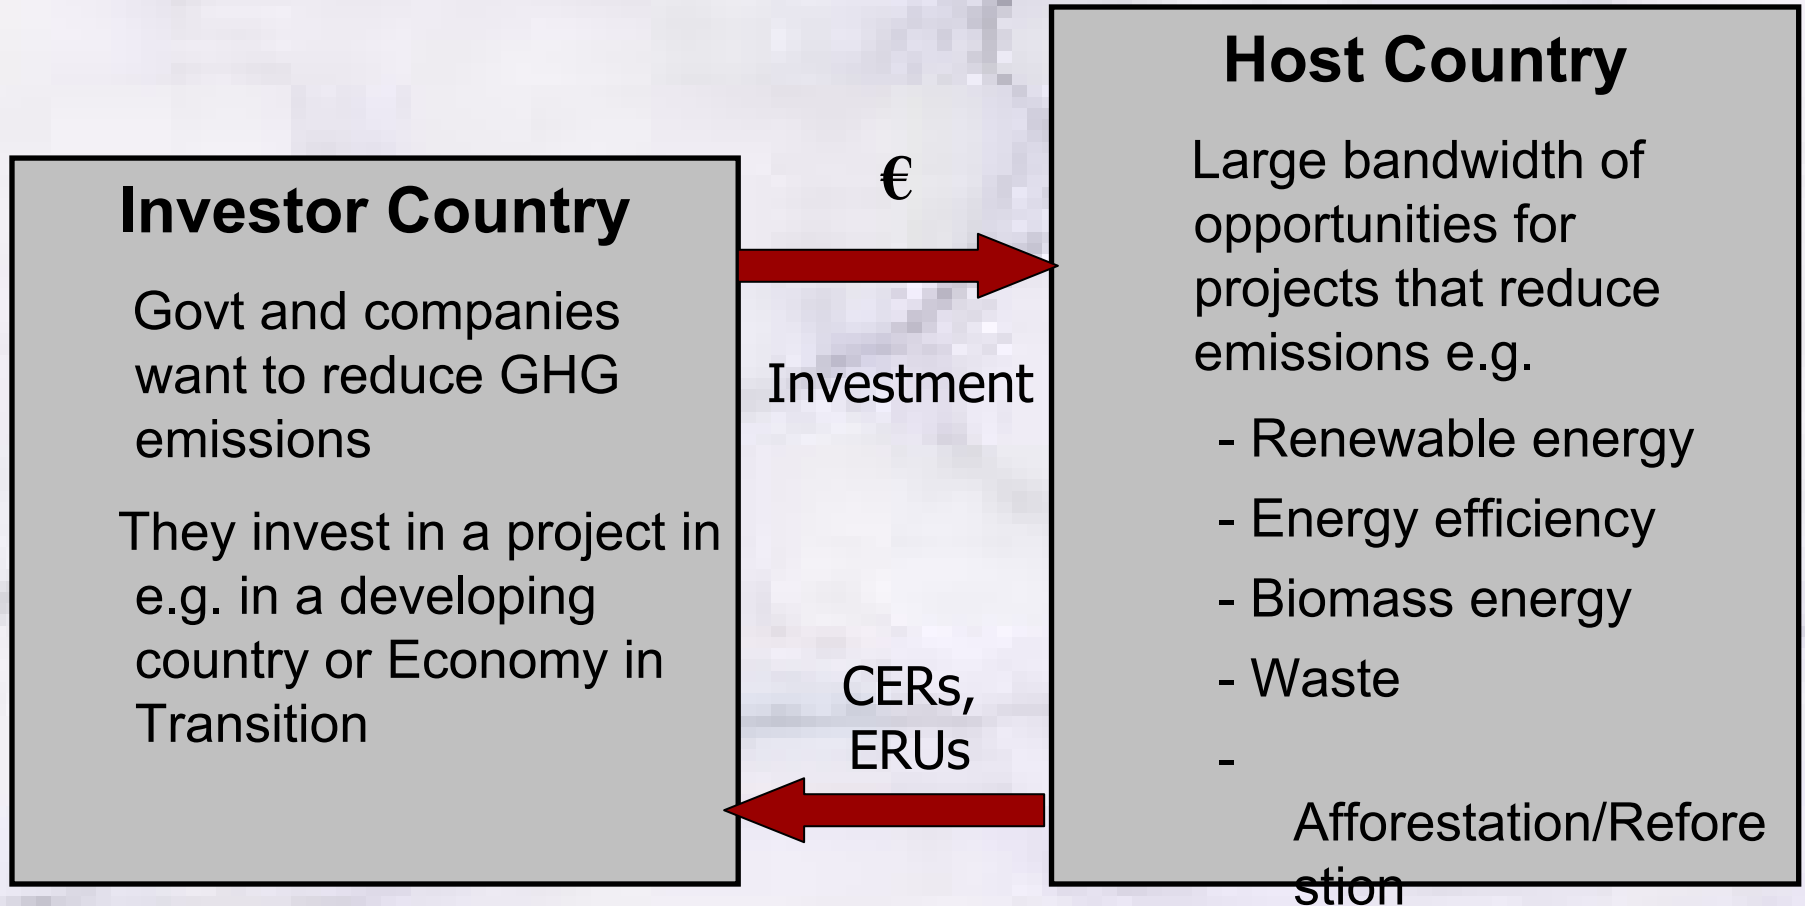 Investor Country
Govt and companies
want to reduce GHG
emissions
They invest in a project in
e.g. in a developing
country or Economy in
Transition
€
Investment
CERs,
ERUs
Host Country
Large bandwidth of
opportunities for
projects that reduce
emissions e.g.
- Renewable energy
- Energy efficiency
- Biomass energy
- Waste
-
Afforestation/Refore
stion